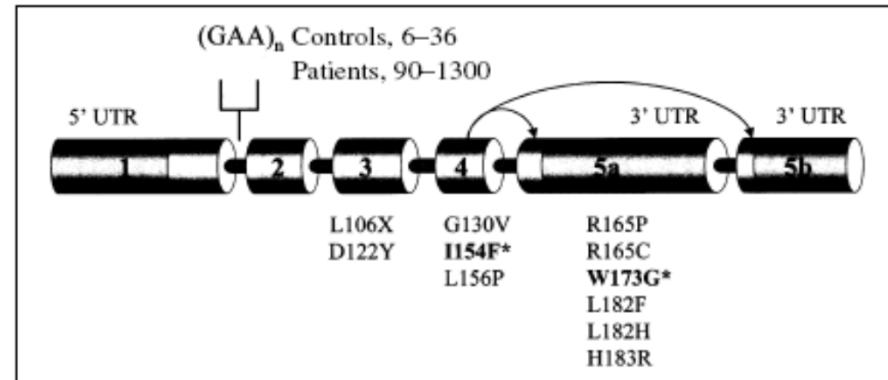 (GAA)n Controls, 6–36
Patients, 90–1300
5' UTR 3' UTR 3' UTR
1 2 3 4 5a 5b
L106X G130V R165P
D122Y I154F* R165C
L156P W173G*
L182F
L182H
H183R